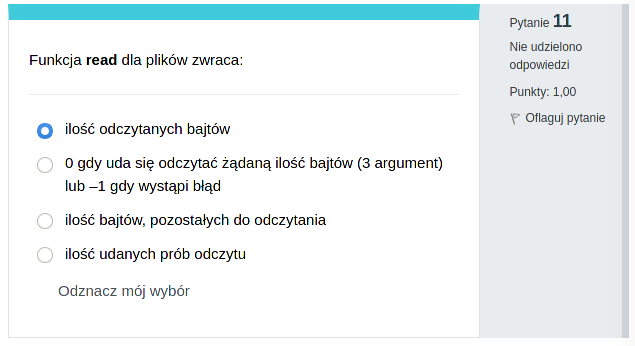 Funkcja read dla plików zwraca:
ilość odczytanych bajtów
0 gdy uda się odczytać żądaną ilość bajtów (3 argument)
lub –1 gdy wystąpi błąd
ilość bajtów, pozostałych do odczytania
ilość udanych prób odczytu
Odznacz mój wybór
Pytanie 11
Nie udzielono
odpowiedzi
Punkty: 1,00
Oflaguj pytanie